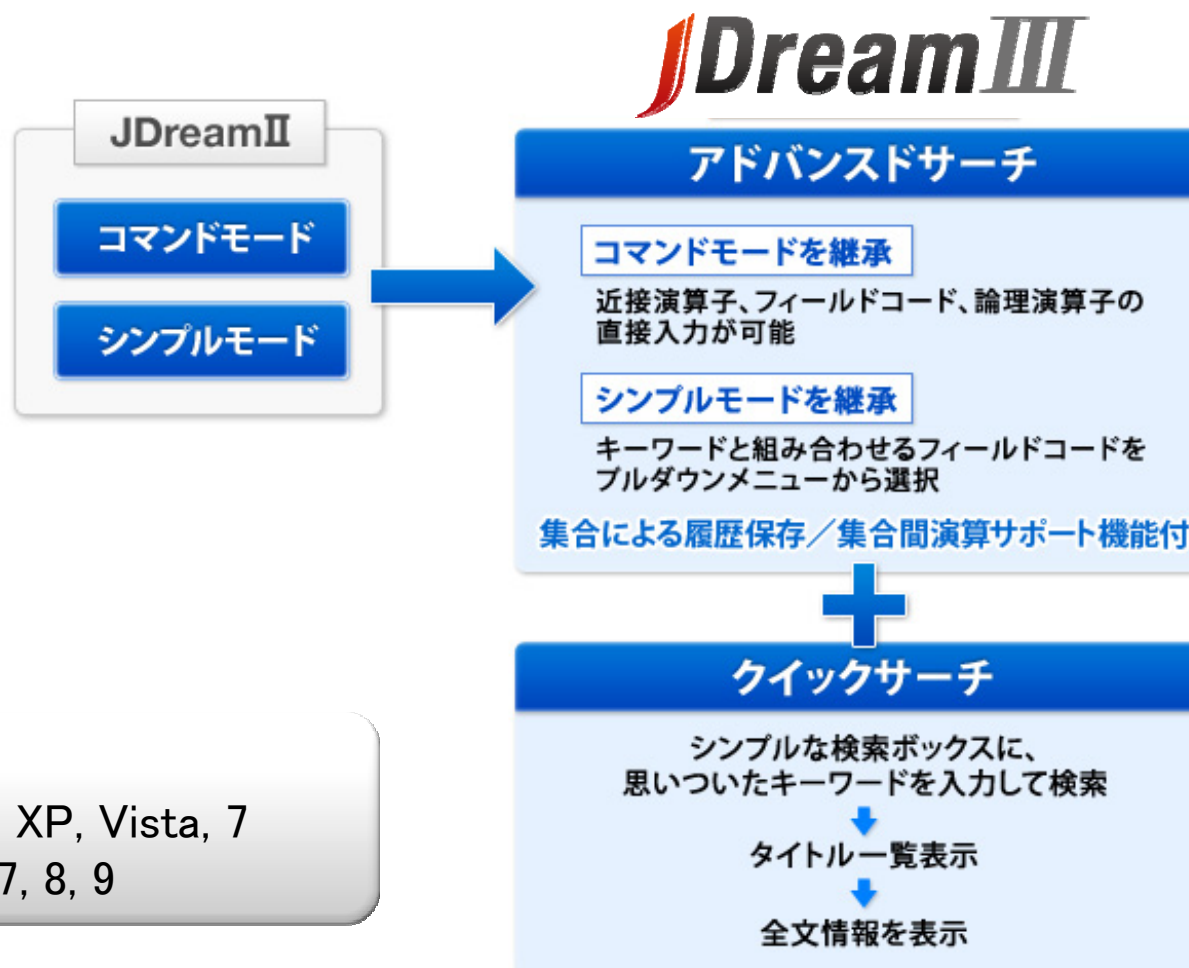 JDreamⅢ
JDreamⅡ
コマンドモード
シンプルモード
アドバンスドサーチ
コマンドモードを継承
近接演算子、フィールドコード、論理演算子の
直接入力が可能
シンプルモードを継承
キーワードと組み合わせるフィールドコードを
プルダウンメニューから選択
集合による履歴保存／集合間演算サポート機能付
クイックサーチ
シンプルな検索ボックスに、
思いついたキーワードを入力して検索
タイトル一覧表示
全文情報を表示
XP, Vista, 7
7, 8, 9